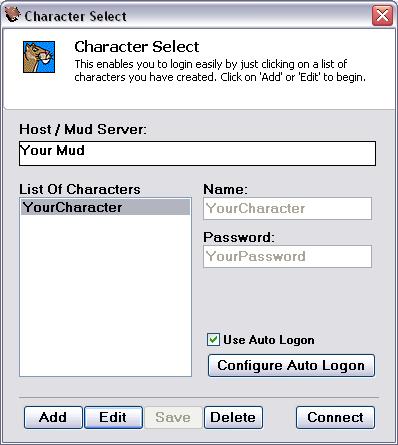 Character Select
Character Select
This enables you to login easily by just clicking on a list
of characters you have created. Click on 'Add' or 'Edit' to begin.
Host / Mud Server:
Your Mud
List Of Characters
YourCharacter
Name:
YourCharacter
Password:
YourPassword
Use Auto Logon
Configure Auto Logon
Add
Edit
Save
Delete
Connect